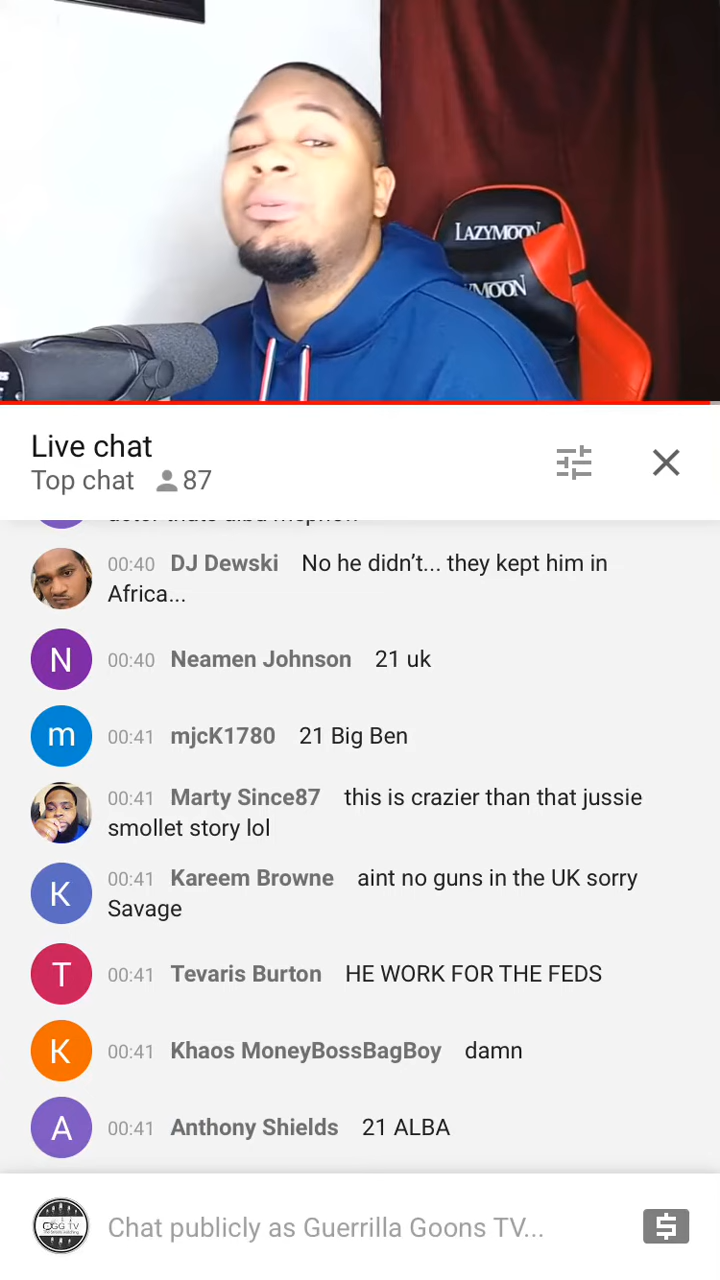 LAZYMOON
MOON
Live chat
Top chat 87
00:40 DJ Dewski No he didn’t... they kept him in
Africa...
N
00:40 Neamen Johnson 21 uk
m
00:41 mjcK1780 21 Big Ben
00:41 Marty Since87 this is crazier than that jussie
smollet story lol
K
00:41 Kareem Browne aint no guns in the UK sorry
Savage
T
00:41 Tevaris Burton HE WORK FOR THE FEDS
K
00:41 Khaos MoneyBossBagBoy damn
A
00:41 Anthony Shields 21 ALBA
Chat publicly as Guerrilla Goons TV...
$